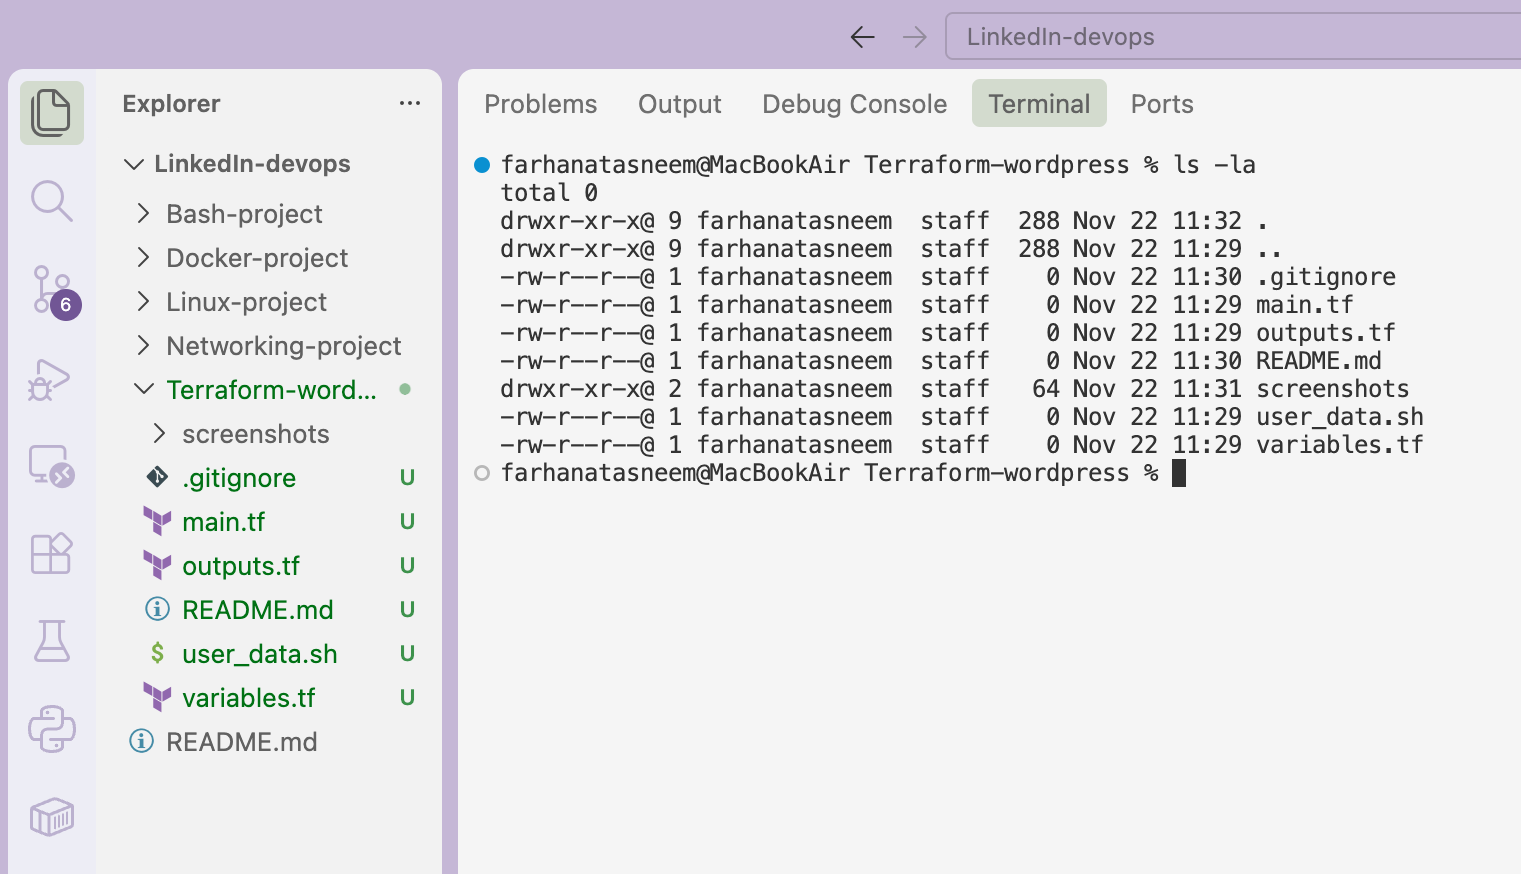 LinkedIn-devops
Explorer
LinkedIn-devops
Bash-project
Docker-project
Linux-project
Networking-project
Terraform-word...
screenshots
.gitignore U
main.tf U
outputs.tf U
README.md U
$ user_data.sh U
variables.tf U
README.md
6
Problems Output Debug Console Terminal Ports
farhanatasneem@MacBookAir Terraform-wordpress % ls -la
total 0
drwxr-xr-x@ 9 farhanatasneem  staff  288 Nov 22 11:32 .
drwxr-xr-x@ 9 farhanatasneem  staff  288 Nov 22 11:29 ..
-rw-r--r--@ 1 farhanatasneem  staff    0 Nov 22 11:30 .gitignore
-rw-r--r--@ 1 farhanatasneem  staff    0 Nov 22 11:29 main.tf
-rw-r--r--@ 1 farhanatasneem  staff    0 Nov 22 11:29 outputs.tf
-rw-r--r--@ 1 farhanatasneem  staff    0 Nov 22 11:30 README.md
drwxr-xr-x@ 2 farhanatasneem  staff   64 Nov 22 11:31 screenshots
-rw-r--r--@ 1 farhanatasneem  staff    0 Nov 22 11:29 user_data.sh
-rw-r--r--@ 1 farhanatasneem  staff    0 Nov 22 11:29 variables.tf
farhanatasneem@MacBookAir Terraform-wordpress %